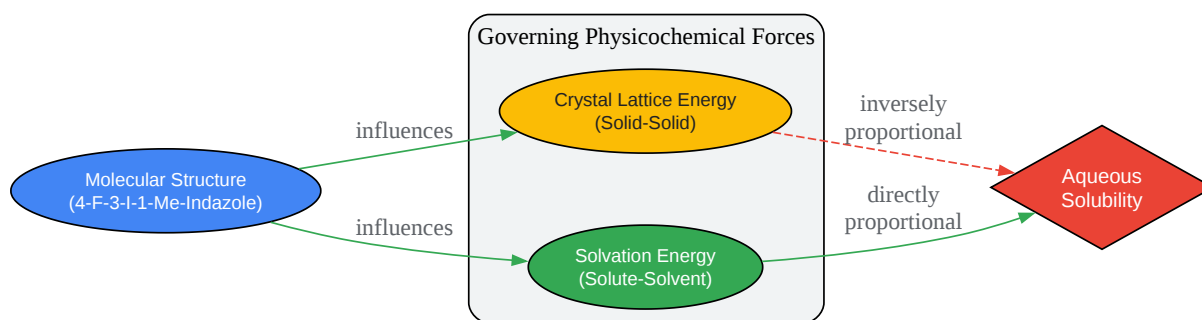 Governing Physicochemical Forces
Crystal Lattice Energy
(Solid-Solid)
influences
inversely
proportional
Molecular Structure
(4-F-3-I-1-Me-Indazole)
Aqueous
Solubility
influences
directly
proportional
Solvation Energy
(Solute-Solvent)